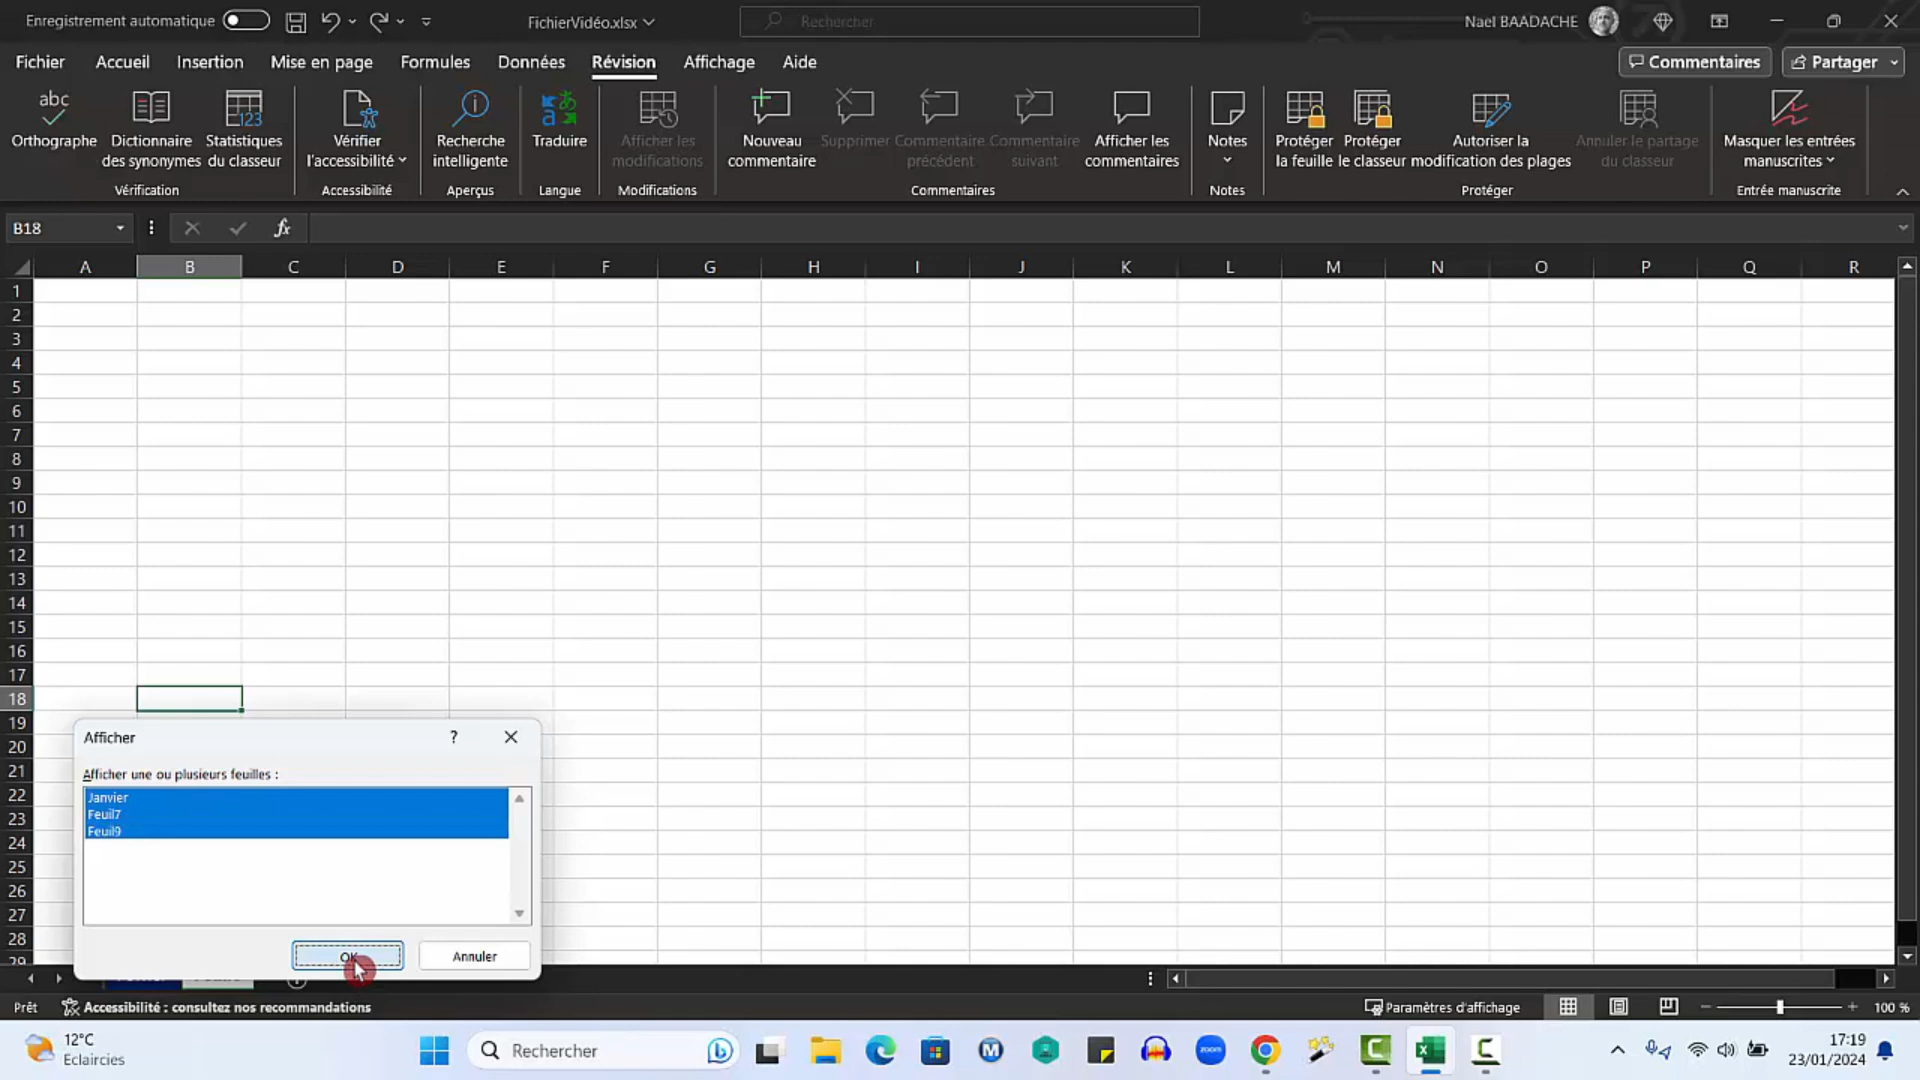 Enregistrement automatique
FichierVidéo.xlsx
Rechercher
Nael BAADACHE
Fichier Accueil Insertion Mise en page Formules Données Révision Affichage Aide
Commentaires Partager
abc
123
Orthographe
Dictionnaire des synonymes
Statistiques du classeur
Vérifier l'accessibilité
Recherche intelligente
Traduire
Afficher les modifications
Nouveau commentaire
Supprimer
Commentaire précédent
Commentaire suivant
Afficher les commentaires
Notes
Protéger la feuille
Protéger le classeur
Autoriser la modification des plages
Annuler le partage du classeur
Masquer les entrées manuscrites
Vérification Accessibilité Aperçus Langue Modifications Commentaires Notes Protéger Entrée manuscrite
B18
fx
A B C D E F G H I J K L M N O P Q R
1
2
3
4
5
6
7
8
9
10
11
12
13
14
15
16
17
18
19
20
21
22
23
24
25
26
27
28
29
Afficher ?
Afficher une ou plusieurs feuilles :
Janvier
Feuil7
Feuil9
OK Annuler
Prêt
Accessibilité : consultez nos recommandations
Paramètres d'affichage
100 %
12°C
Eclaircies
Rechercher
zoom
17:19
23/01/2024